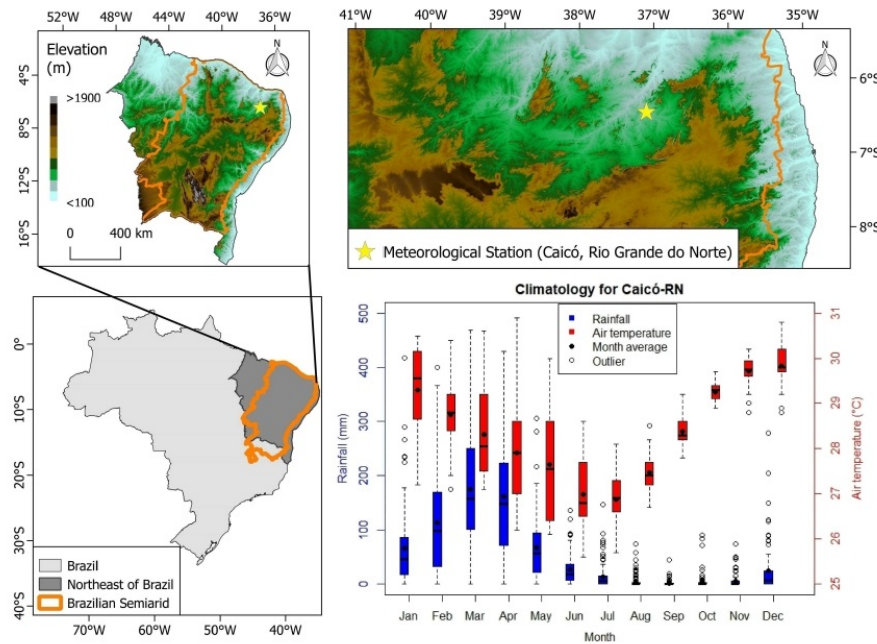 52°W 48°W 44°W 40°W 36°W
Elevation
(m)
>1900
<100
0 400 km
N
4°S
8°S
12°S
16°S
41°W 40°W 39°W 38°W 37°W 36°W 35°W
N
6°S
7°S
8°S
Meteorological Station (Caicó, Rio Grande do Norte)
0°
10°S
20°S
30°S
40°S
Brazil
Northeast of Brazil
Brazilian Semiarid
70°W 60°W 50°W 40°W
Climatology for Caicó-RN
Rainfall
Air temperature
Month average
Outlier
Rainfall (mm)
500
400
300
200
100
0
Air temperature (°C)
31
30
29
28
27
26
25
Jan Feb Mar Apr May Jun Jul Aug Sep Oct Nov Dec
Month